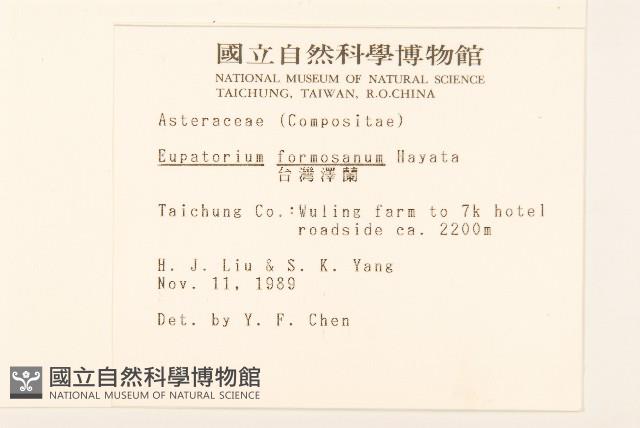 國立自然科學博物館
NATIONAL MUSEUM OF NATURAL SCIENCE
TAICHUNG, TAIWAN, R.O.CHINA
Asteraceae (Compositae)
Eupatorium formosanum Hayata
台灣澤蘭
Taichung Co.:Wuling farm to 7k hotel
roadside ca. 2200m
H. J. Liu & S. K. Yang
Nov. 11, 1989
Det. by Y. F. Chen
國立自然科學博物館
NATIONAL MUSEUM OF NATURAL SCIENCE